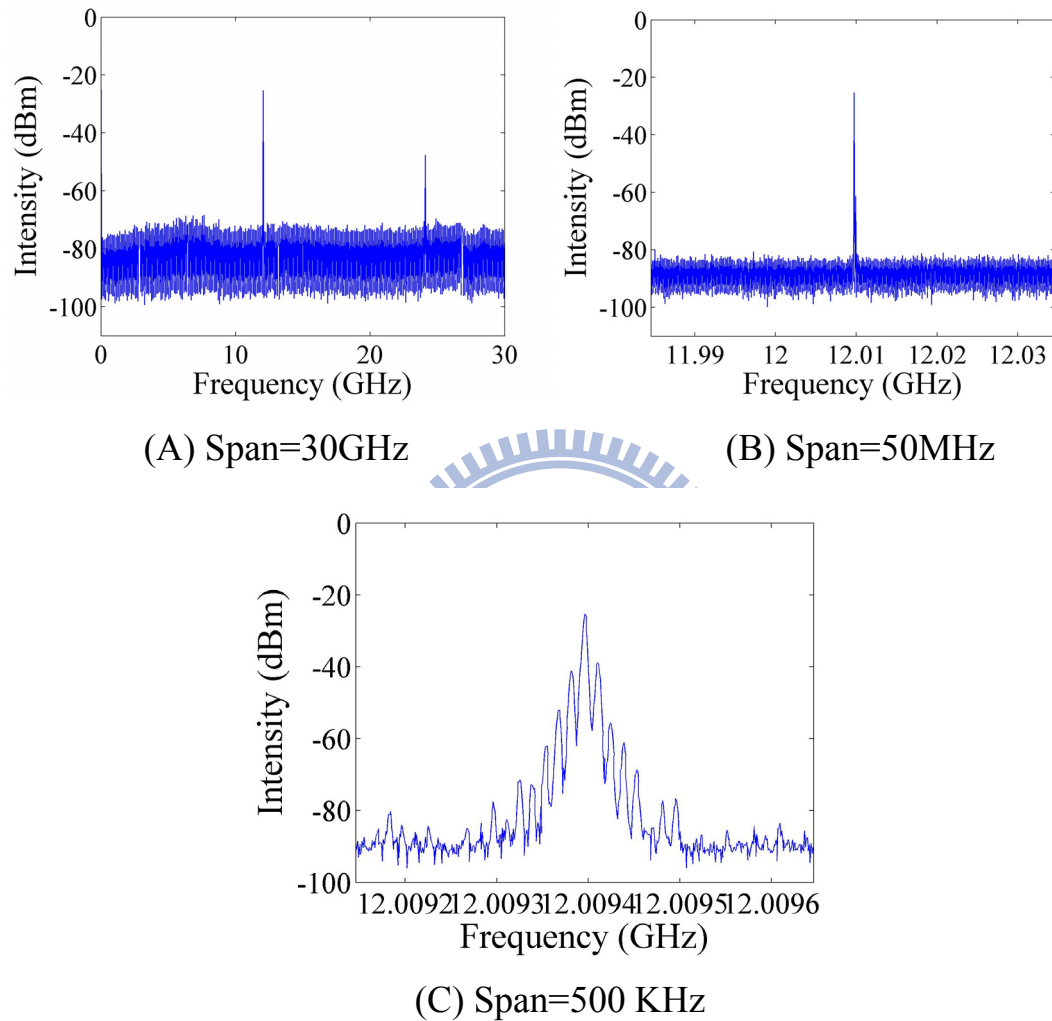 0
-20
-40
-60
-80
-100
Intensity (dBm)
0 10 20 30
Frequency (GHz)
(A) Span=30GHz
0
-20
-40
-60
-80
-100
Intensity (dBm)
11.99 12 12.01 12.02 12.03
Frequency (GHz)
(B) Span=50MHz
0
-20
-40
-60
-80
-100
Intensity (dBm)
12.0092 12.0093 12.0094 12.0095 12.0096
Frequency (GHz)
(C) Span=500 KHz